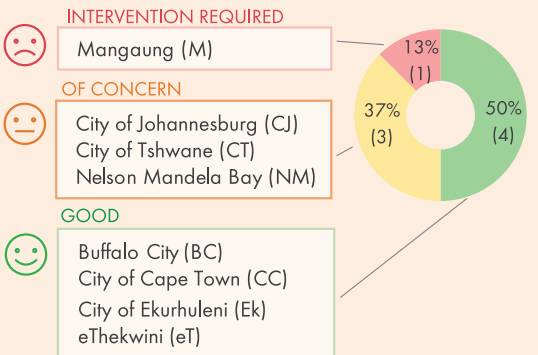 INTERVENTION REQUIRED
Mangaung (M)
OF CONCERN
City of Johannesburg (CJ)
City of Tshwane (CT)
Nelson Mandela Bay (NM)
GOOD
Buffalo City (BC)
City of Cape Town (CC)
City of Ekurhuleni (Ek)
eThekwini (eT)
13%
(1)
37%
(3)
50%
(4)